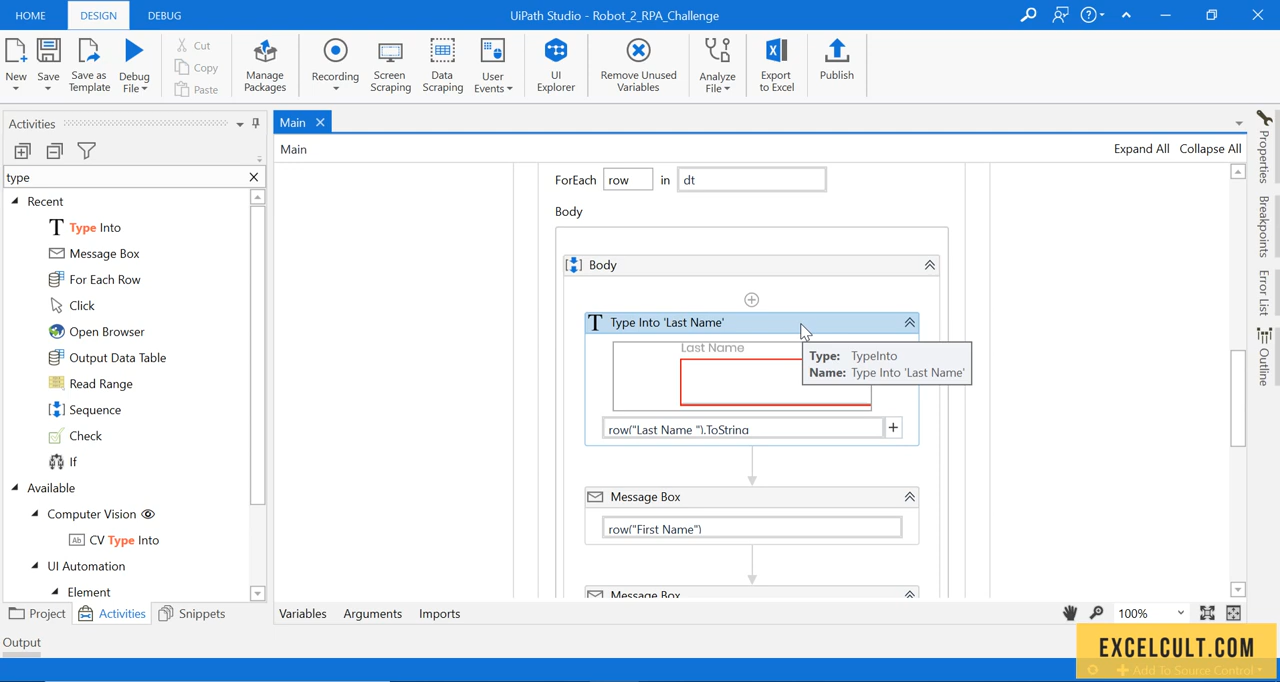 HOME
DESIGN
DEBUG
UiPath Studio - Robot_2_RPA_Challenge
New
Save
Save as Template
Debug File
Cut
Copy
Paste
Manage Packages
Recording
Screen Scraping
Data Scraping
User Events
UI Explorer
Remove Unused Variables
Analyze File
Export to Excel
Publish
Activities
type
Recent
Type Into
Message Box
For Each Row
Click
Open Browser
Output Data Table
Read Range
Sequence
Check
If
Available
Computer Vision
Ab CV Type Into
UI Automation
Element
Project
Activities
Snippets
Output
Main
Main
Expand All
Collapse All
ForEach row in dt
Body
Body
Type Into 'Last Name'
Last Name
Type: TypeInto
Name: Type Into 'Last Name'
row("Last Name ").ToString
Message Box
row("First Name")
Message Box
Variables
Arguments
Imports
100%
Properties
Breakpoints
Error List
Outline
EXCELCULT.COM
Add To Source Control